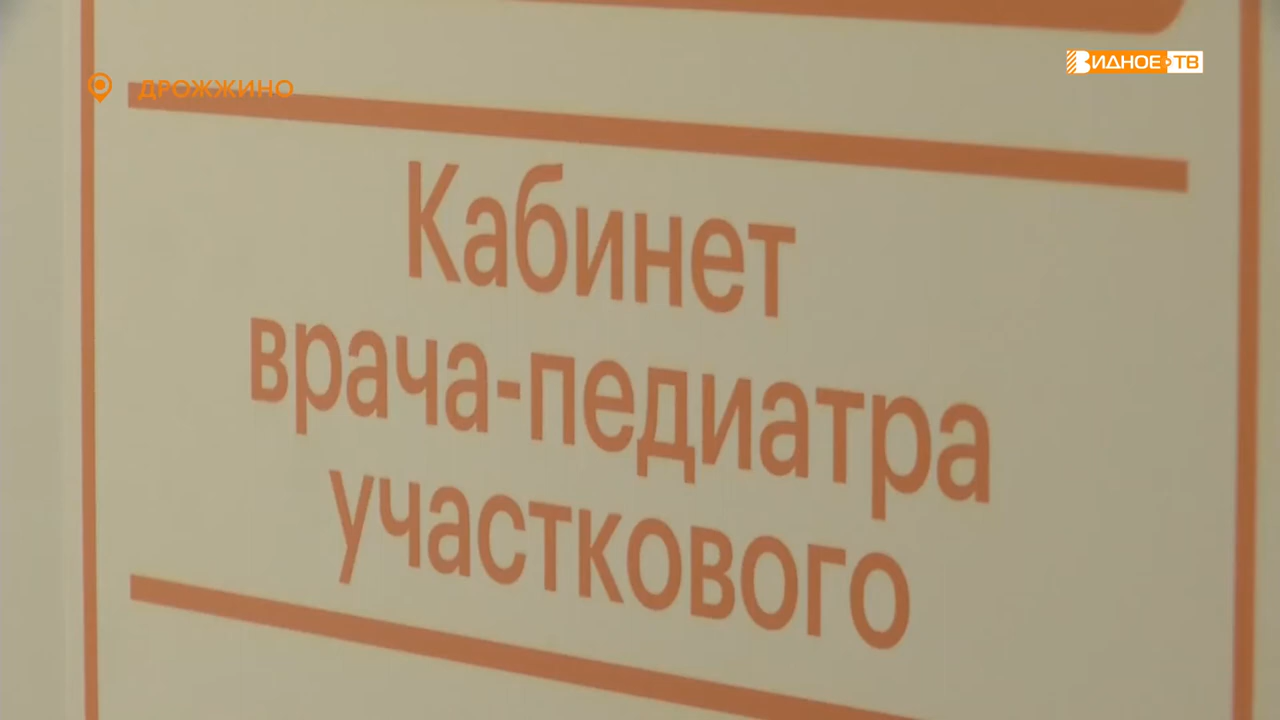 ДРОЖЖИНО
ВИДНОЕ ТВ
Кабинет
врача-педиатра
участкового